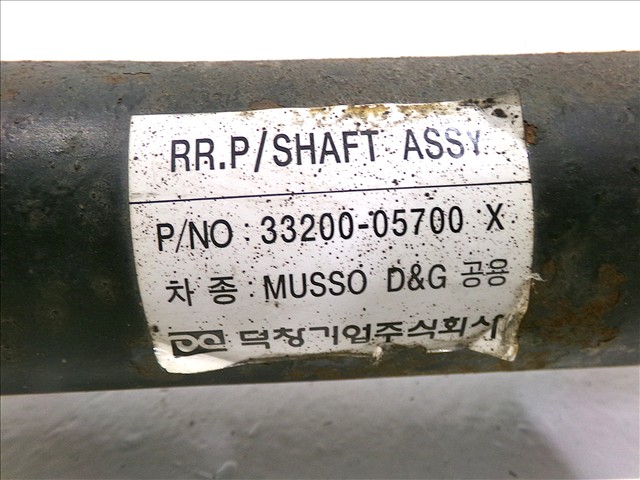 RR.P/SHAFT ASSY
P/NO : 33200-05700 X
차종 : MUSSO D&G 공용
덕창기업주식회사